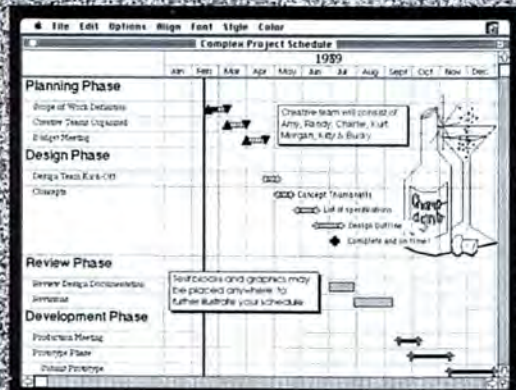 File Edit Options Align Font Style Color
Complex Project Schedule
1989
Jan Feb Mar Apr May Jun Jul Aug Sept Oct Nov Dec
Planning Phase
Scope of Work Definition
Creative Teams Organized
Budget Meeting
Creative team will consist of
Amy, Randy, Charlie, Kurt
Morgan, Kitty & Bucky
Design Phase
Design Team Kick-Off
Concepts
Concept Thumbnails
List of specifications
Design Outline
Complete and on time!
Review Phase
Review Design Documentation
Revisions
Text blocks and graphics may
be placed anywhere to
further illustrate your schedule
Development Phase
Production Meeting
Prototype Phase
Submit Prototype